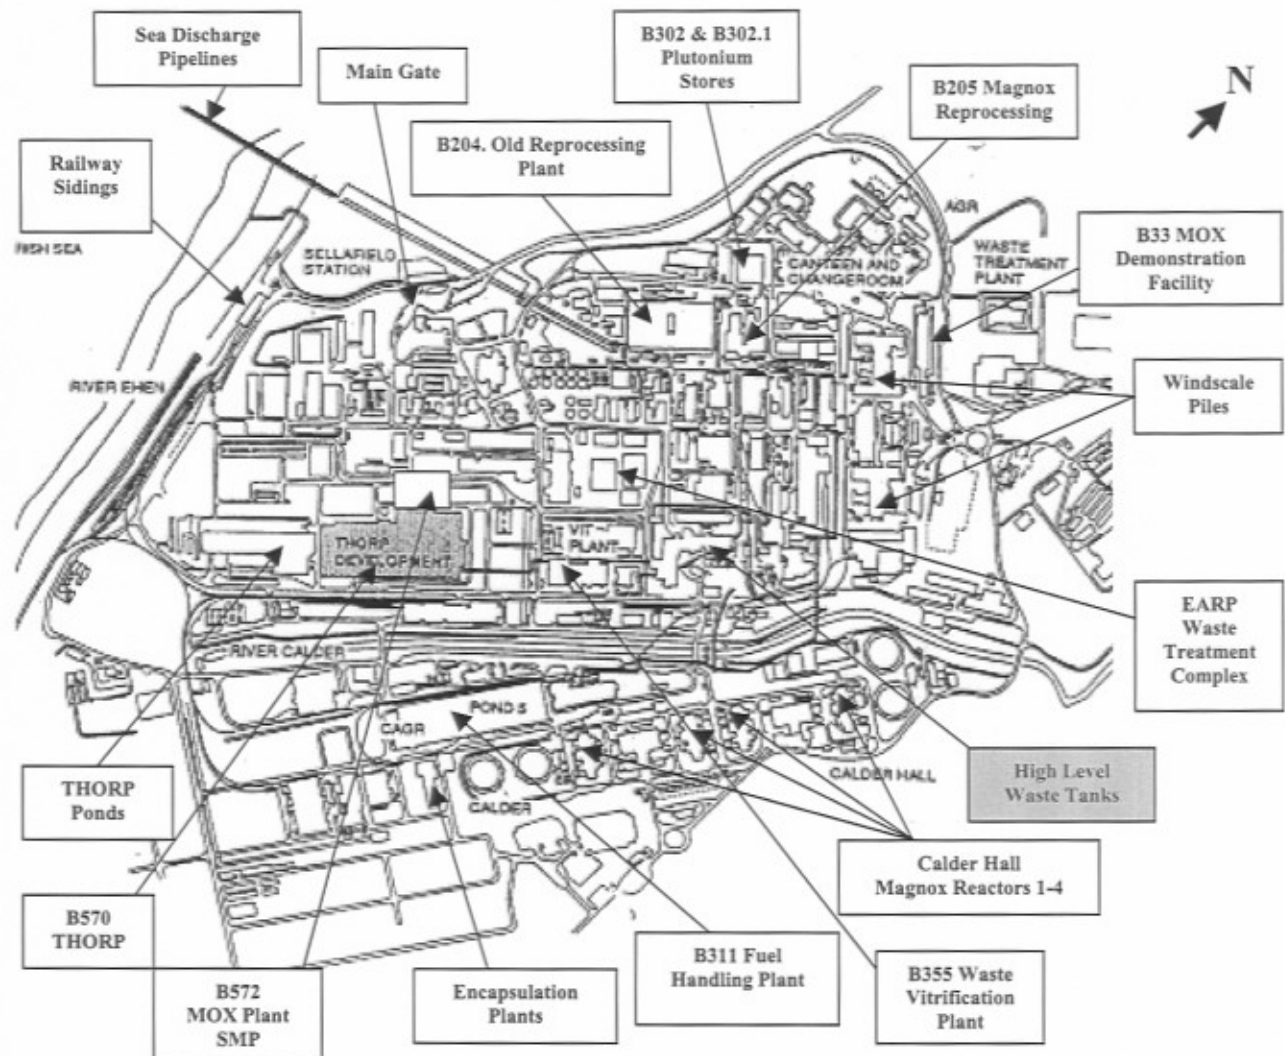 Sea Discharge
Pipelines
Main Gate
B302 & B302.1
Plutonium
Stores
B205 Magnox
Reprocessing
N
B204. Old Reprocessing
Plant
Railway
Sidings
RISH SEA
SELLAFIELD
STATION
CANTEEN AND
CHANGEROOM
AGR
WASTE
TREATMENT
PLANT
B33 MOX
Demonstration
Facility
RIVER EHEN
Windscale
Piles
THORP
DEVELOPMENT
VIT
PLANT
EARP
Waste
Treatment
Complex
RIVER CALDER
PONDS
CAGR
CALDER
CALDER HALL
High Level
Waste Tanks
THORP
Ponds
Calder Hall
Magnox Reactors 1-4
B570
THORP
B572
MOX Plant
SMP
Encapsulation
Plants
B311 Fuel
Handling Plant
B355 Waste
Vitrification
Plant